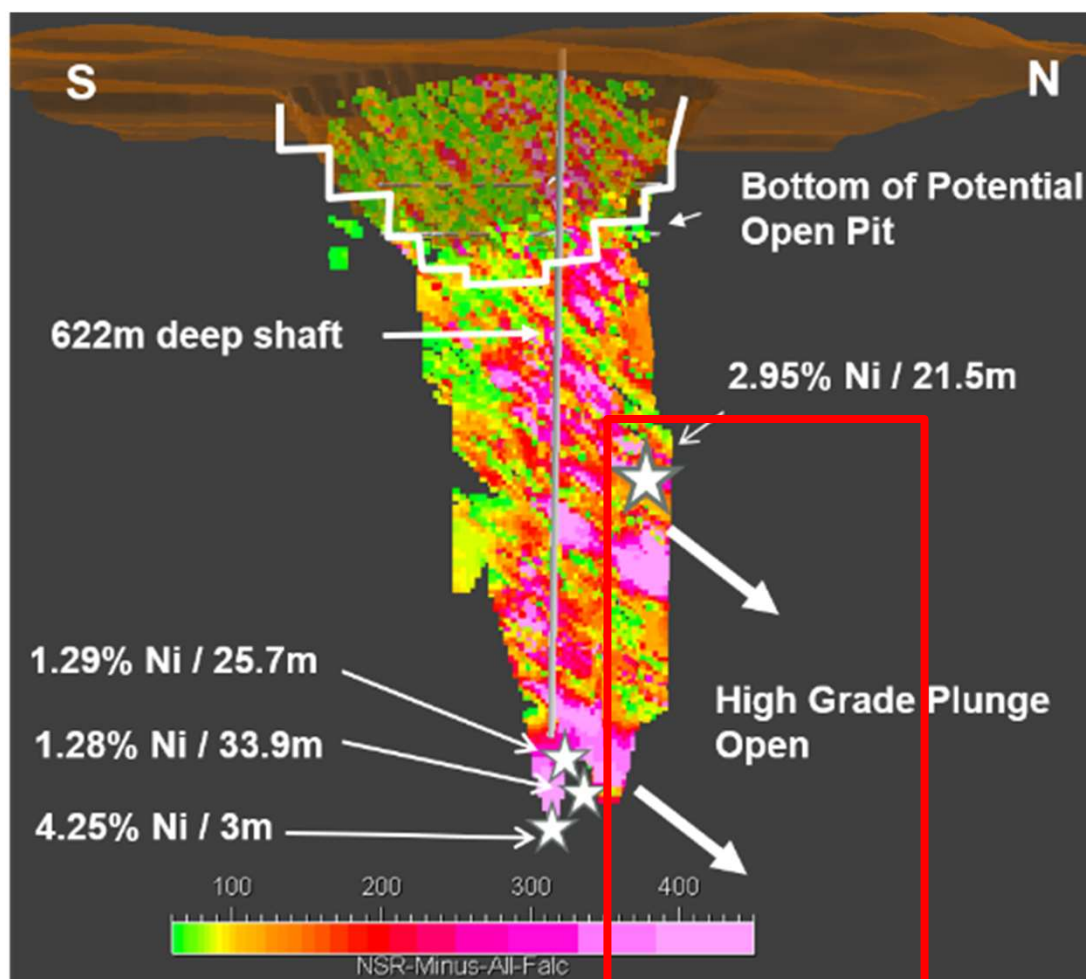 S
N
Bottom of Potential
Open Pit
622m deep shaft
2.95% Ni / 21.5m
1.29% Ni / 25.7m
High Grade Plunge
Open
1.28% Ni / 33.9m
4.25% Ni / 3m
100 200 300 400
NSR-Minus-All-Falc